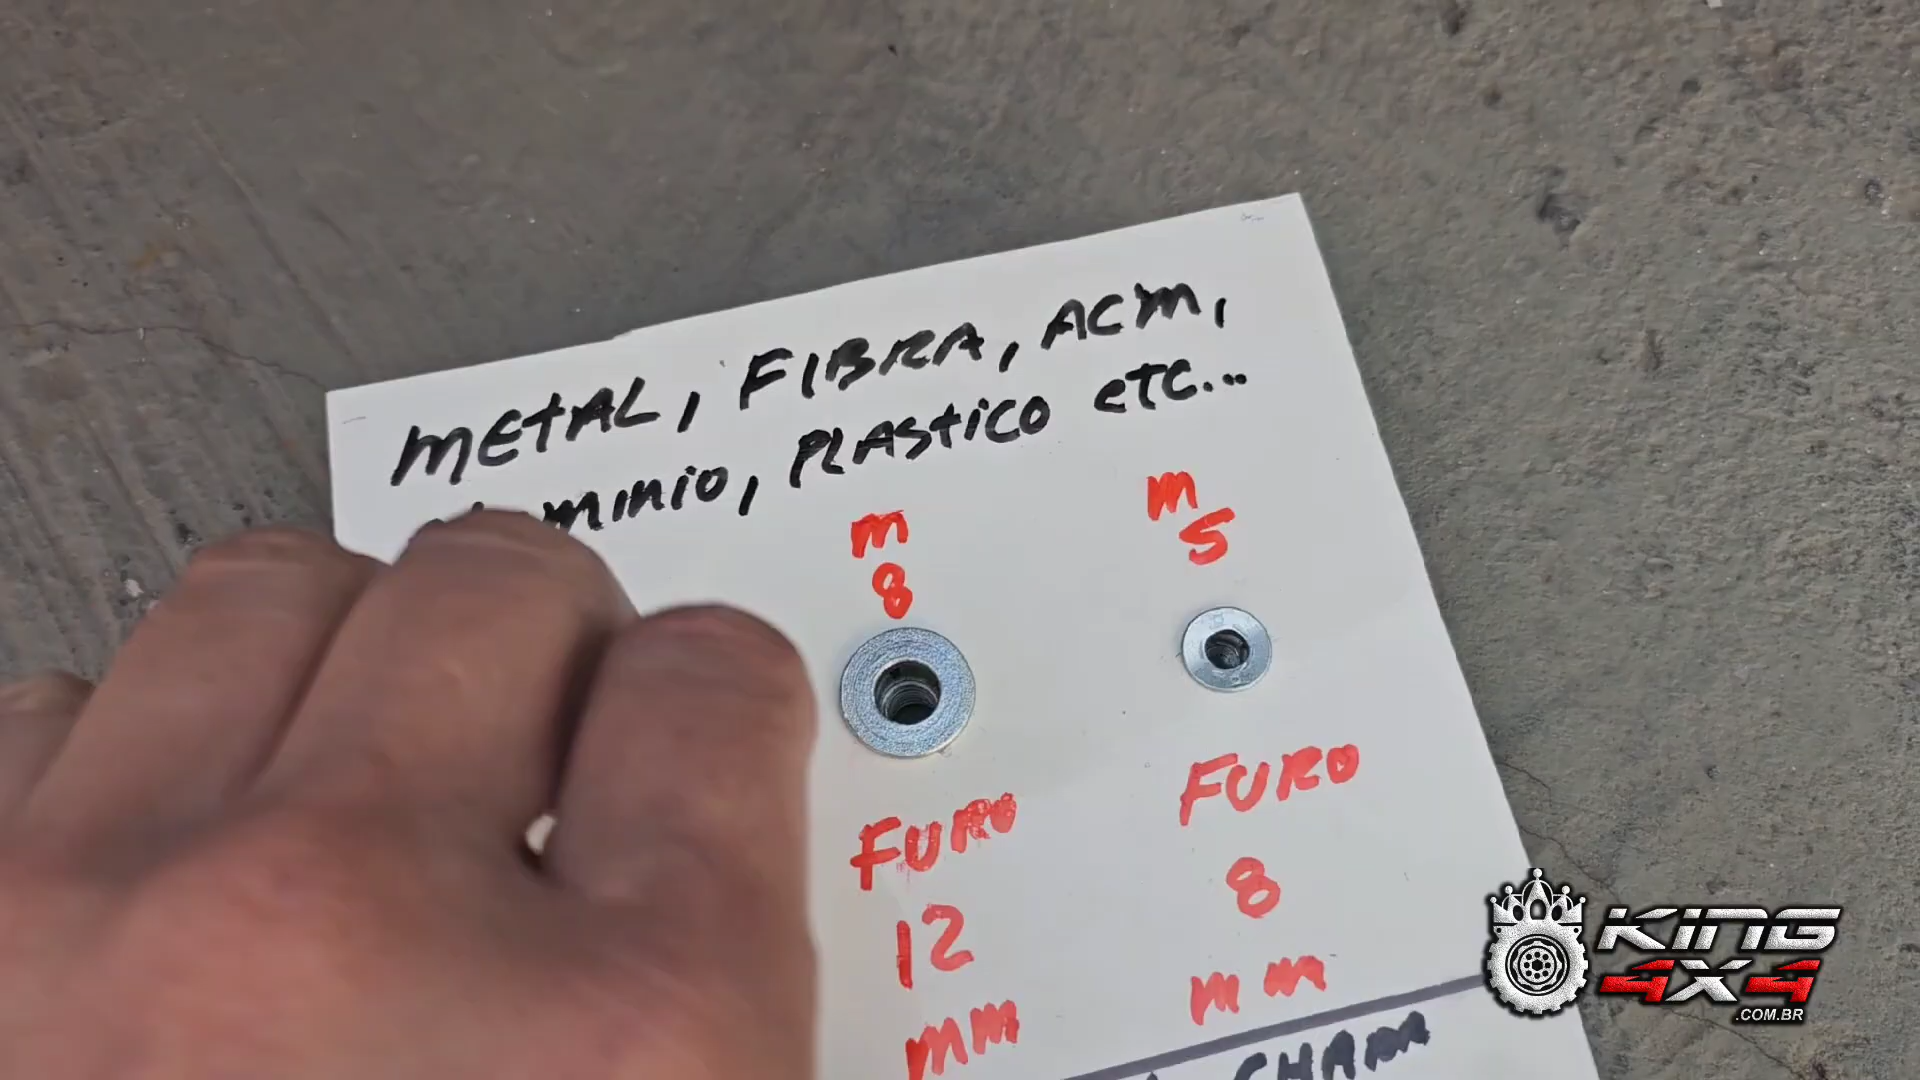 METAL, FIBRA, ACM,
minio, PLAStiCO etc...
m
8
m
5
FURO
12
mm
FURO
8
mm
KING
4X4
.COM.BR